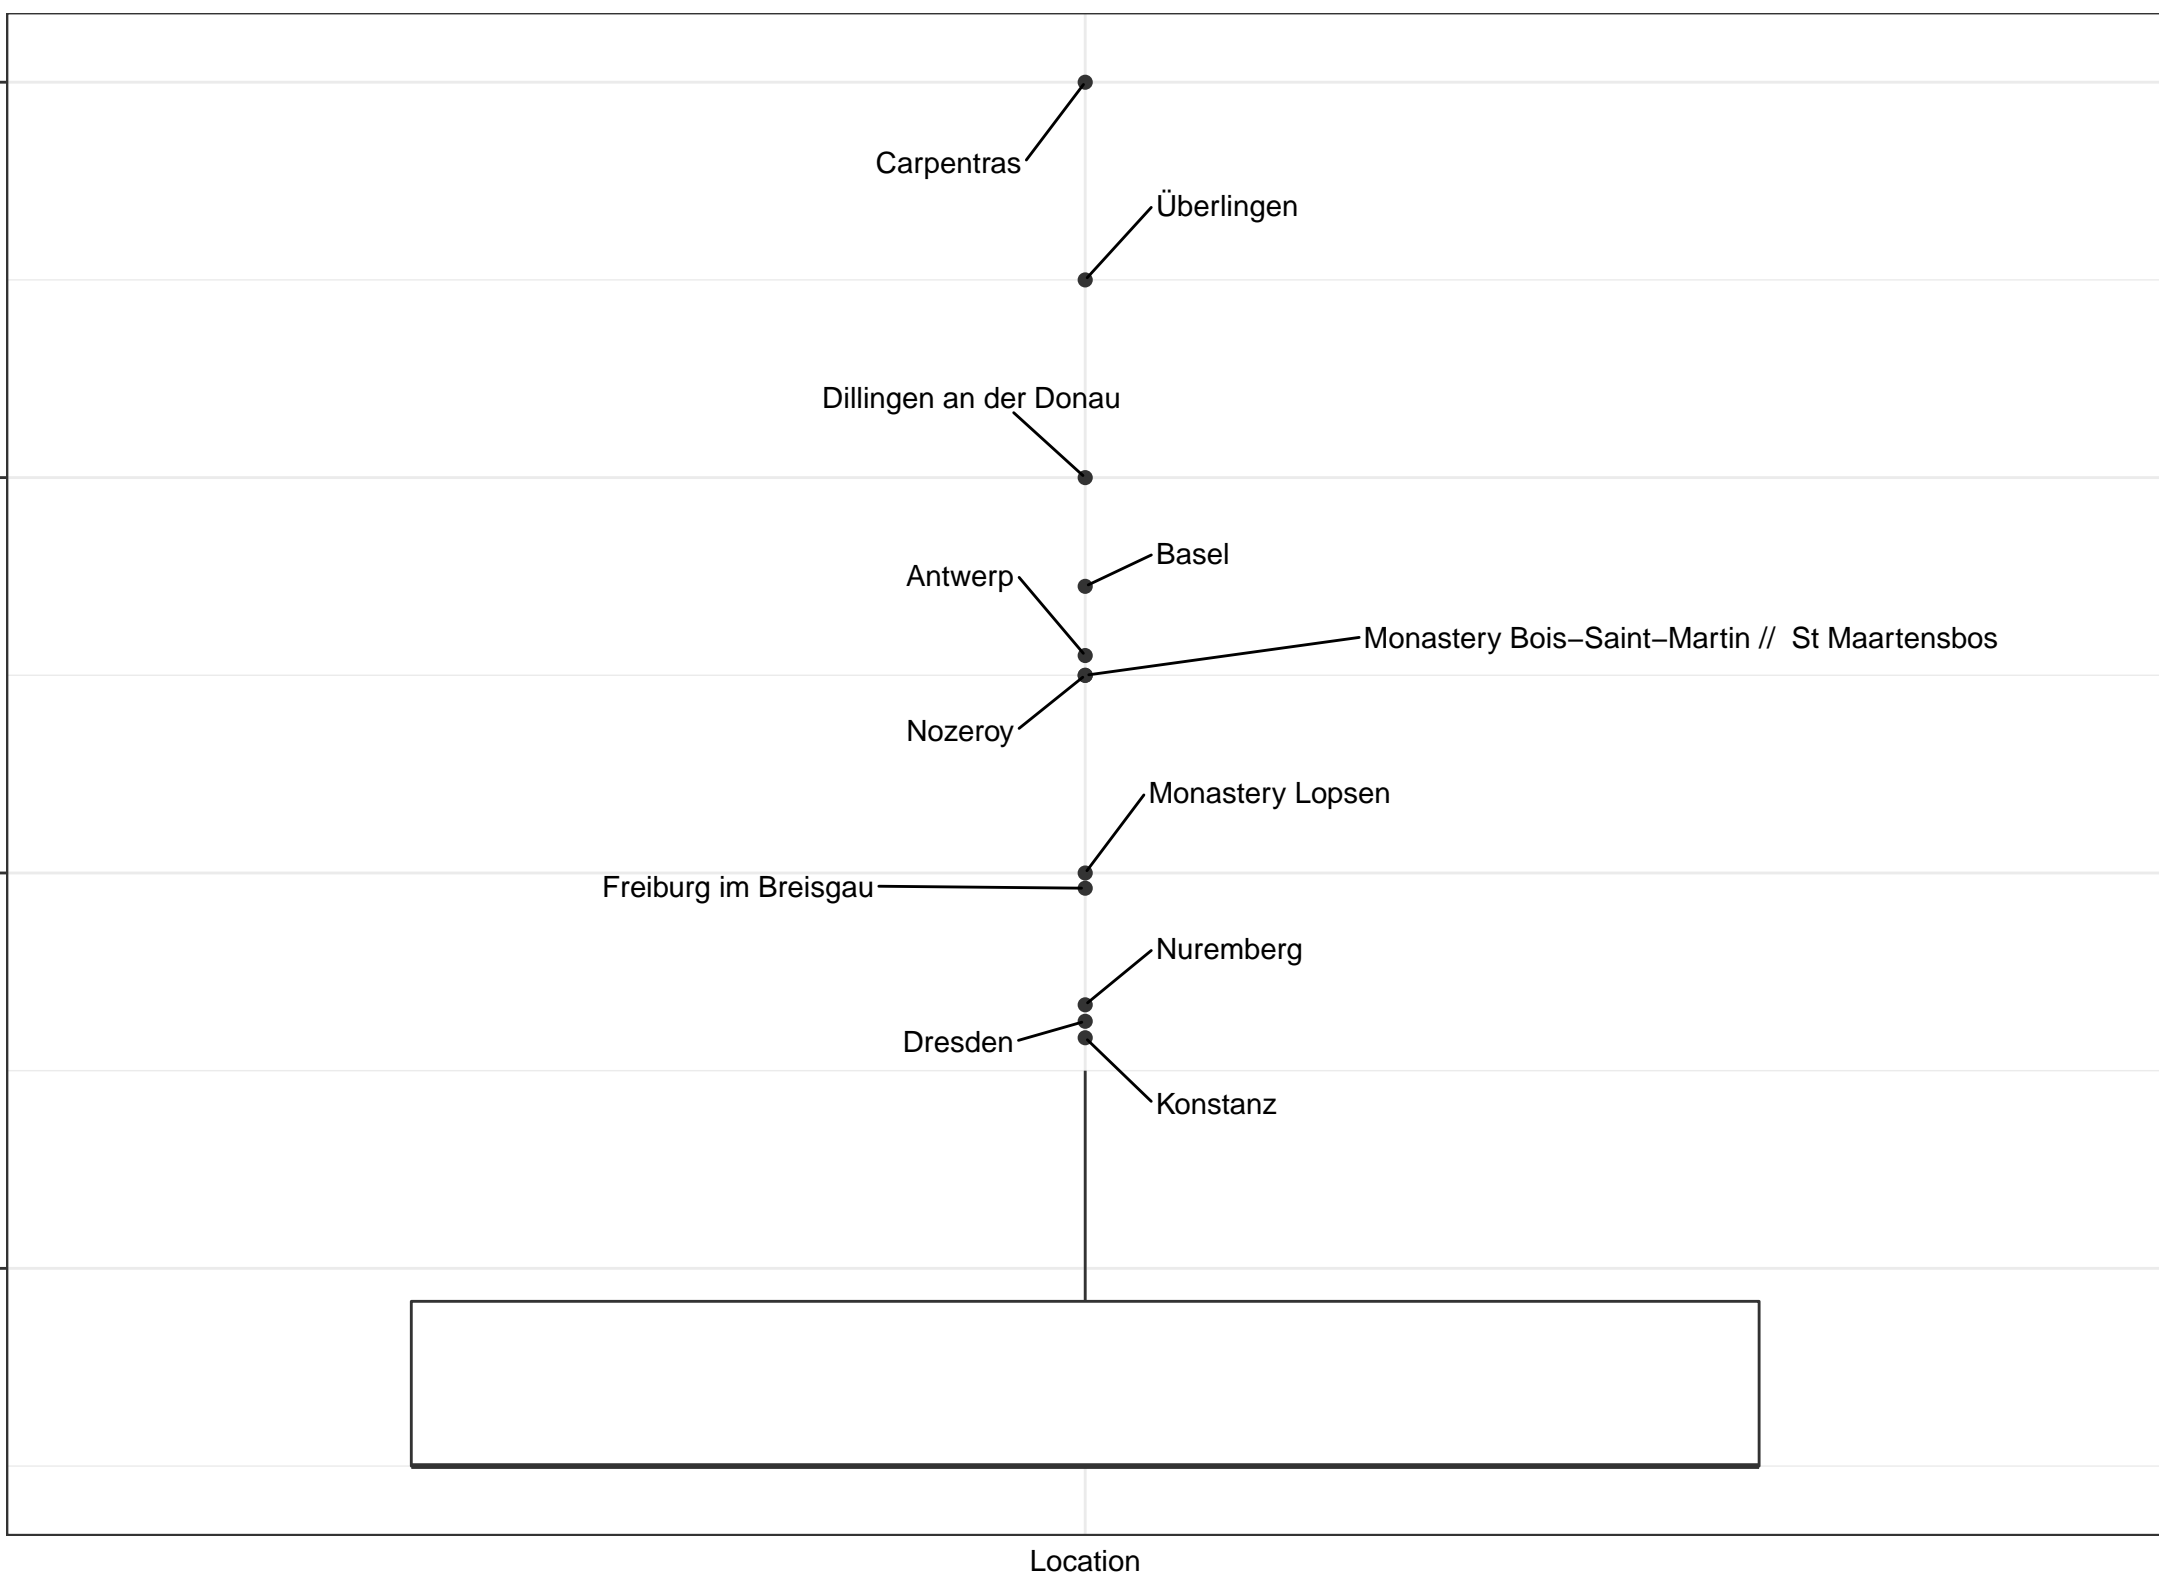 Carpentras
Überlingen
Dillingen an der Donau
Basel
Antwerp
Monastery Bois−Saint−Martin //  St Maartensbos
Nozeroy
Monastery Lopsen
Freiburg im Breisgau
Nuremberg
Dresden
Konstanz
Location